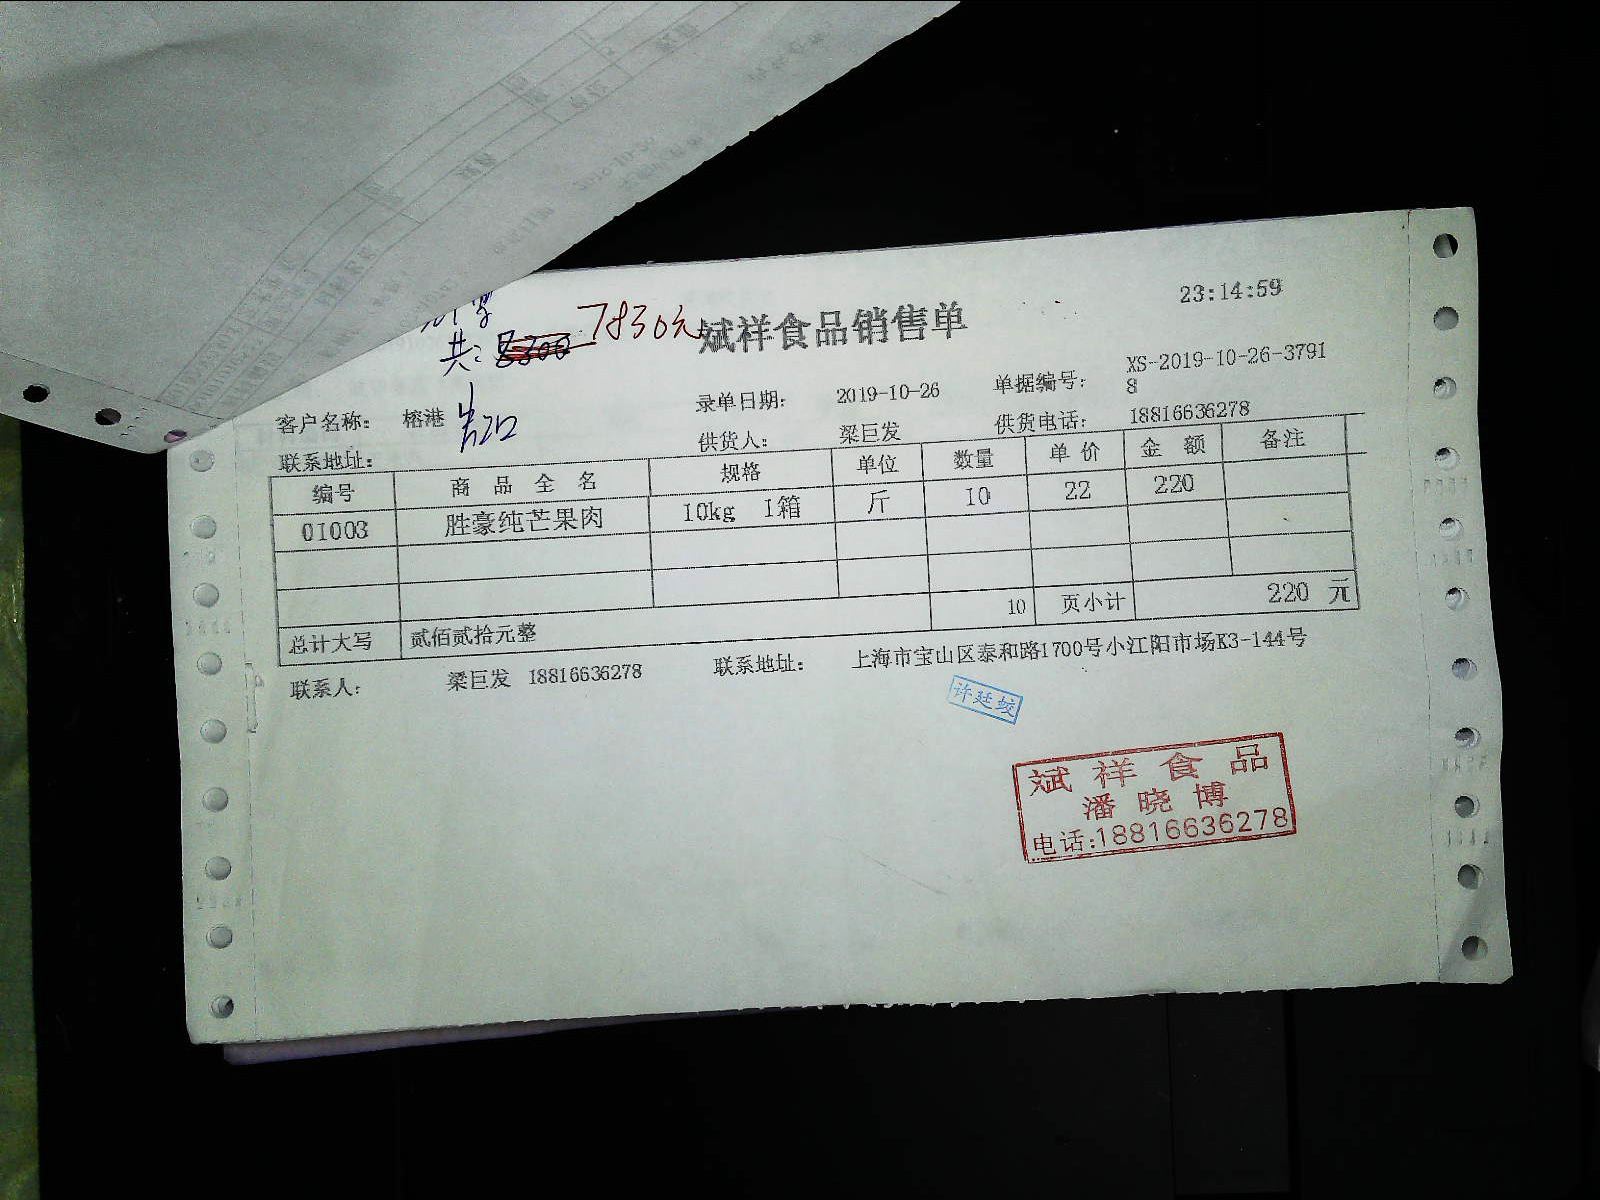 23:14:59
共: 8300 7830元
斌祥食品销售单
录单日期: 2019-10-26 单据编号: XS-2019-10-26-3791
8
客户名称: 榕港 供货人: 梁巨发 供货电话: 18816636278
联系地址:
编号 商品全名 规格 单位 数量 单价 金额 备注
01003 胜豪纯芒果肉 10kg 1箱 斤 10 22 220
总计大写 贰佰贰拾元整 10 页小计 220 元
联系人: 梁巨发 18816636278 联系地址: 上海市宝山区泰和路1700号小江阳市场K3-144号
许廷蛟
斌祥食品
潘晓博
电话:18816636278